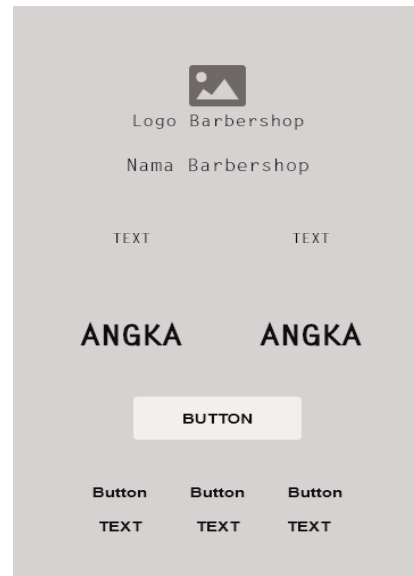 Logo Barbershop
Nama Barbershop
TEXT TEXT
ANGKA ANGKA
BUTTON
Button Button Button
TEXT TEXT TEXT